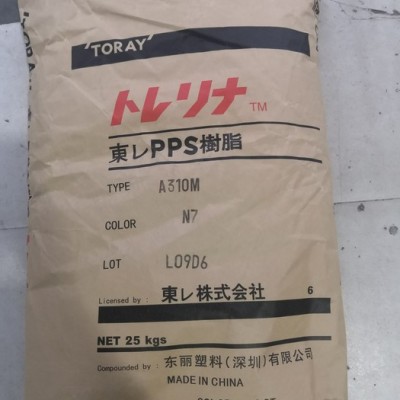 TORAY
トレリナ™
東レPPS樹脂
TYPE A310M
COLOR N7
LOT L09D6
Licensed by : 東レ株式会社 6
NET 25 kgs
Compounded by : 东丽塑料(深圳)有限公司
MADE IN CHINA